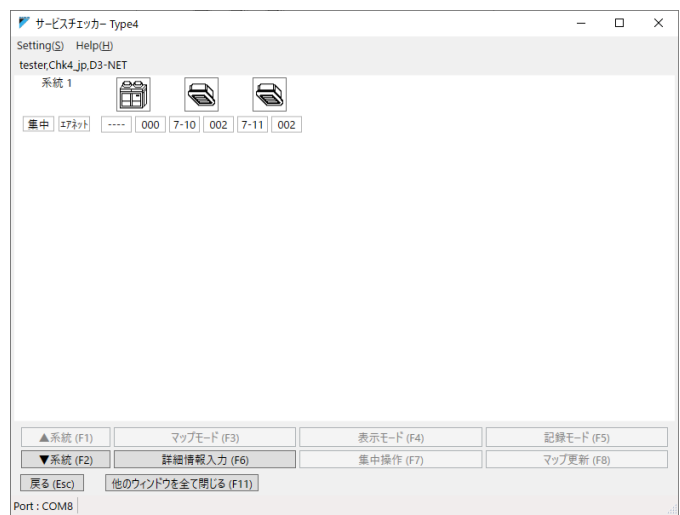 サービスチェッカー Type4
Setting(S) Help(H)
tester,Chk4_jp,D3-NET
系統 1
集中 ｴｱﾈｯﾄ ---- 000 7-10 002 7-11 002
▲系統 (F1) マップモード (F3) 表示モード (F4) 記録モード (F5)
▼系統 (F2) 詳細情報入力 (F6) 集中操作 (F7) マップ更新 (F8)
戻る (Esc) 他のウィンドウを全て閉じる (F11)
Port : COM8